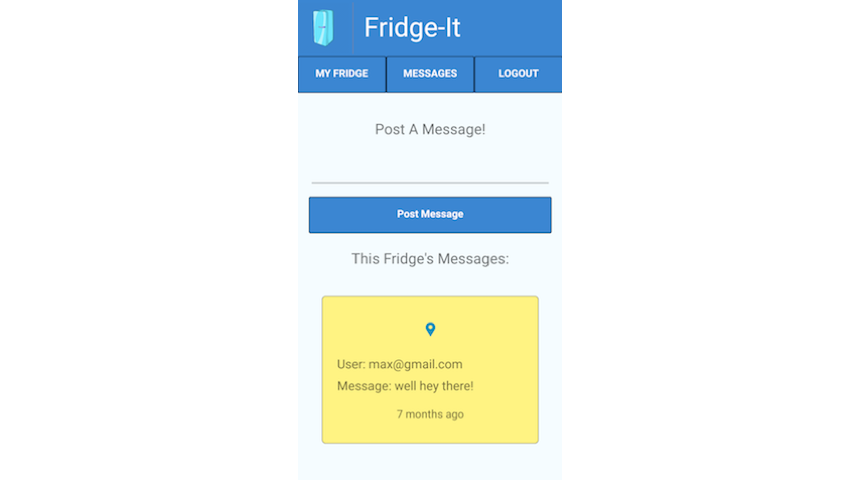 Fridge-It
MY FRIDGE MESSAGES LOGOUT
Post A Message!
Post Message
This Fridge's Messages:
User: max@gmail.com
Message: well hey there!
7 months ago